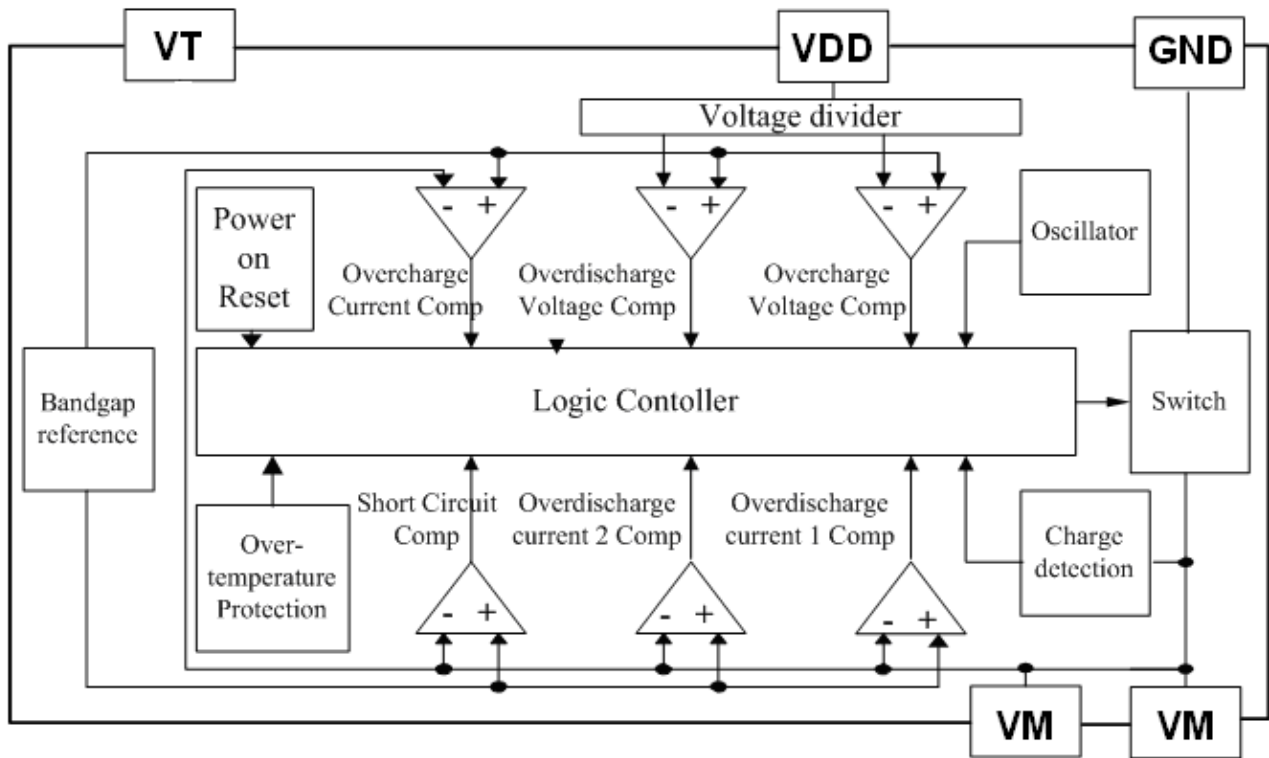 VT
VDD
GND
Voltage divider
- +
- +
- +
Power
on
Reset
Oscillator
Overcharge
Current Comp
Overdischarge
Voltage Comp
Overcharge
Voltage Comp
Bandgap
reference
Logic Contoller
Switch
Short Circuit
Comp
Overdischarge
current 2 Comp
Overdischarge
current 1 Comp
Over-
temperature
Protection
Charge
detection
- +
- +
- +
VM
VM